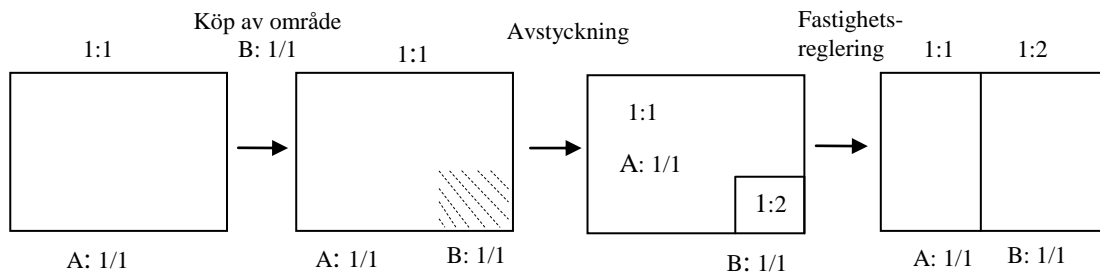 Köp av område
B: 1/1
Avstyckning
Fastighets-
reglering
1:1
1:1
1:1
1:2
1:1
A: 1/1
1:2
A: 1/1
A: 1/1
B: 1/1
B: 1/1
A: 1/1
B: 1/1